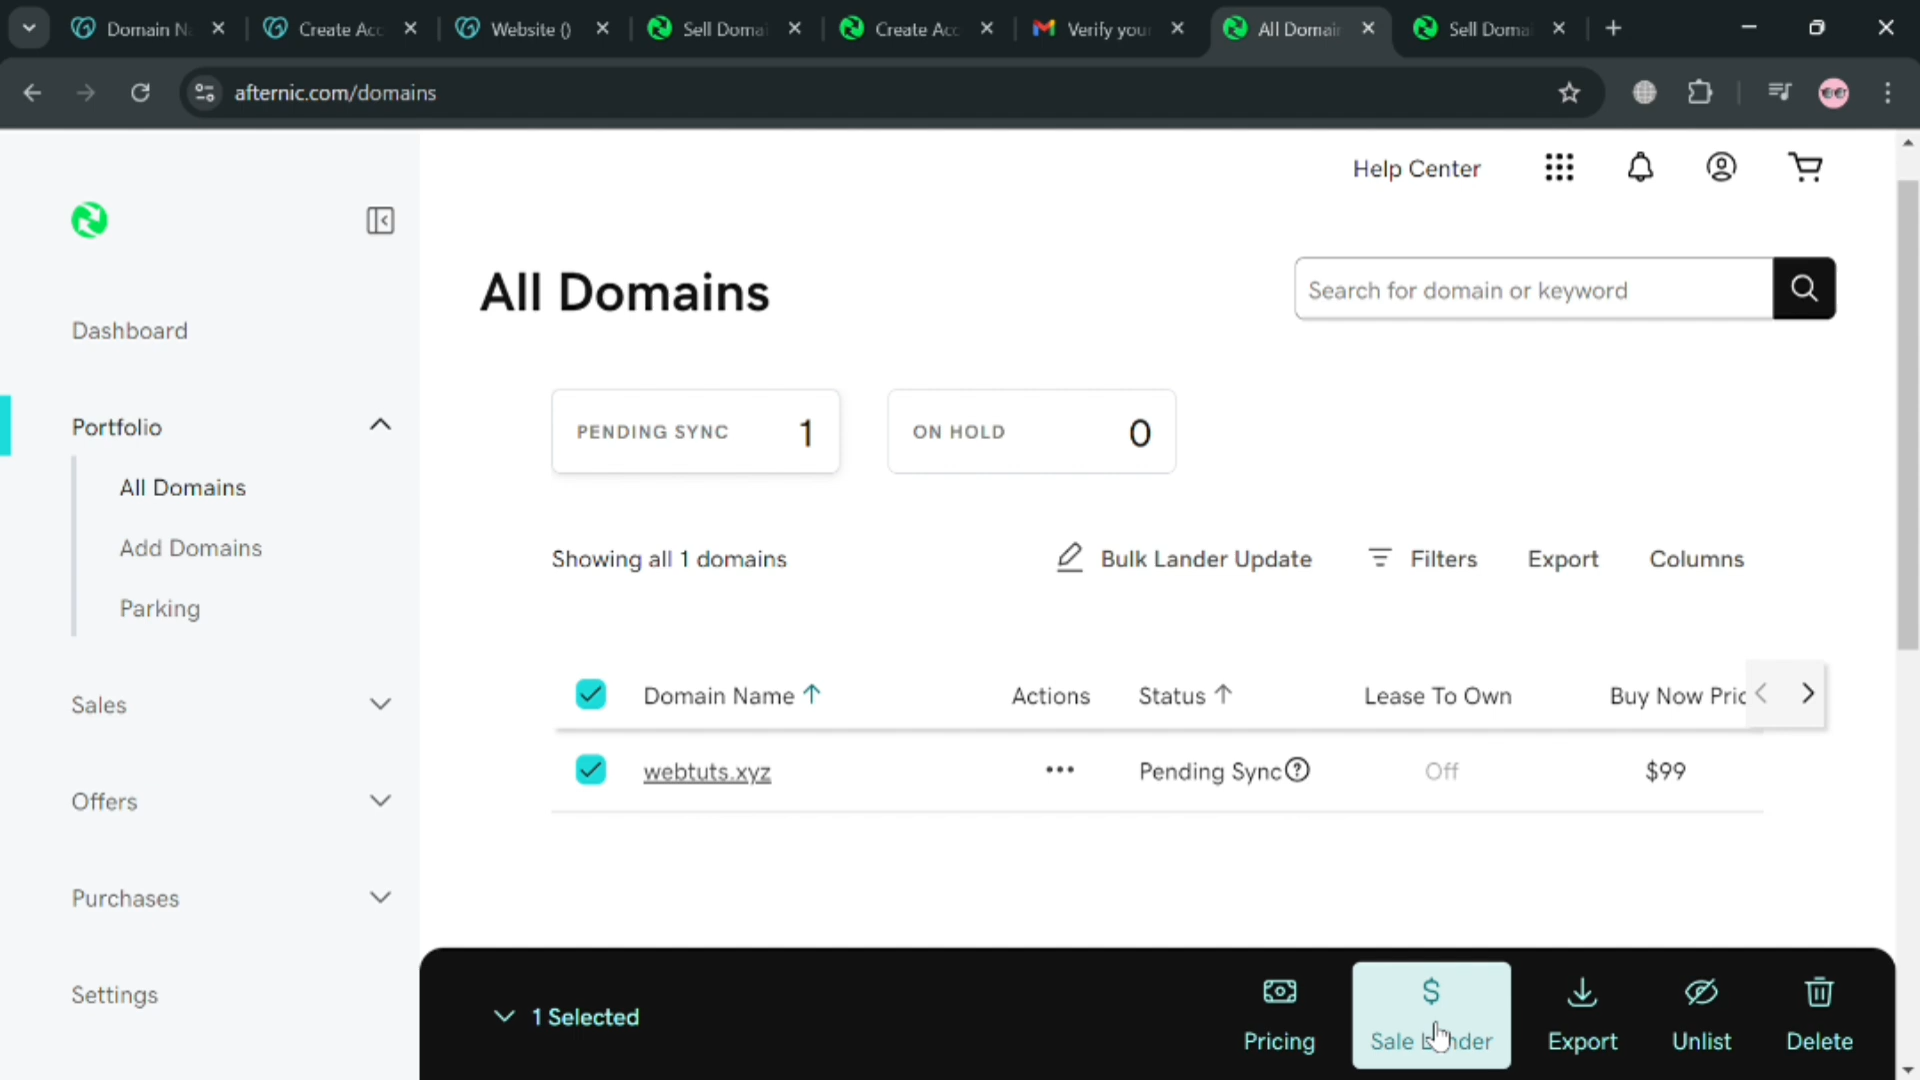 Domain N
Create Acc
Website ()
Sell Domai
Create Acc
Verify your
All Domain
Sell Domai
afternic.com/domains
Help Center
All Domains
Search for domain or keyword
Dashboard
Portfolio
All Domains
Add Domains
Parking
Sales
Offers
Purchases
Settings
PENDING SYNC 1
ON HOLD 0
Showing all 1 domains
Bulk Lander Update
Filters
Export
Columns
Domain Name Actions Status Lease To Own Buy Now Pric
webtuts.xyz Pending Sync Off $99
1 Selected
Pricing
Sale Lander
Export
Unlist
Delete